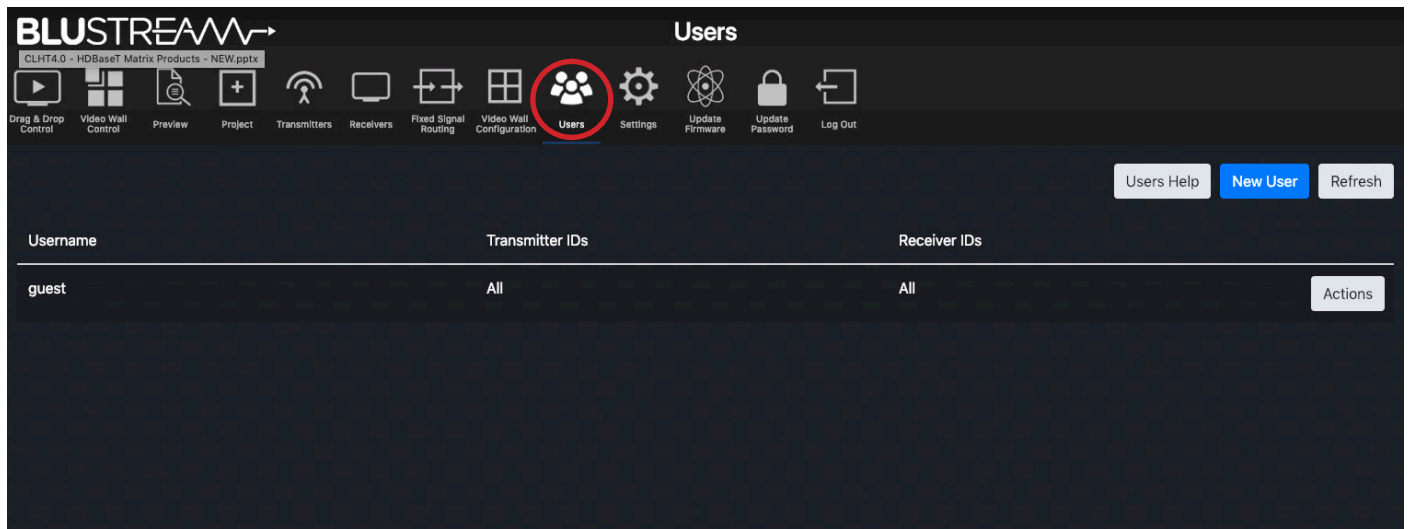 BLUSTREAM
Users
CLHT4.0 - HDBaseT Matrix Products - NEW.pptx
Drag & Drop Control
Video Wall Control
Preview
Project
Transmitters
Receivers
Fixed Signal Routing
Video Wall Configuration
Users
Settings
Update Firmware
Update Password
Log Out
Users Help
New User
Refresh
Username
Transmitter IDs
Receiver IDs
guest
All
All
Actions